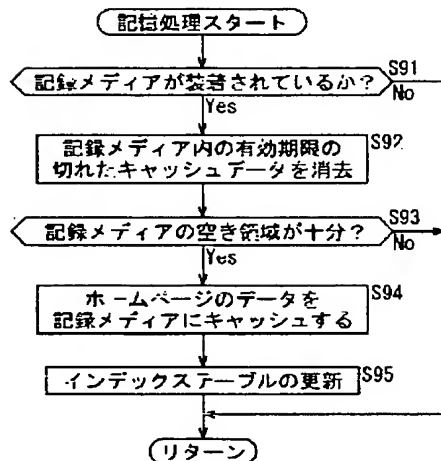 記憶処理スタート
S91
記録メディアが装着されているか?
No
Yes
S92
記録メディア内の有効期限の
切れたキャッシュデータを消去
S93
記録メディアの空き領域が十分?
No
Yes
S94
ホームページのデータを
記録メディアにキャッシュする
S95
インデックステーブルの更新
リターン